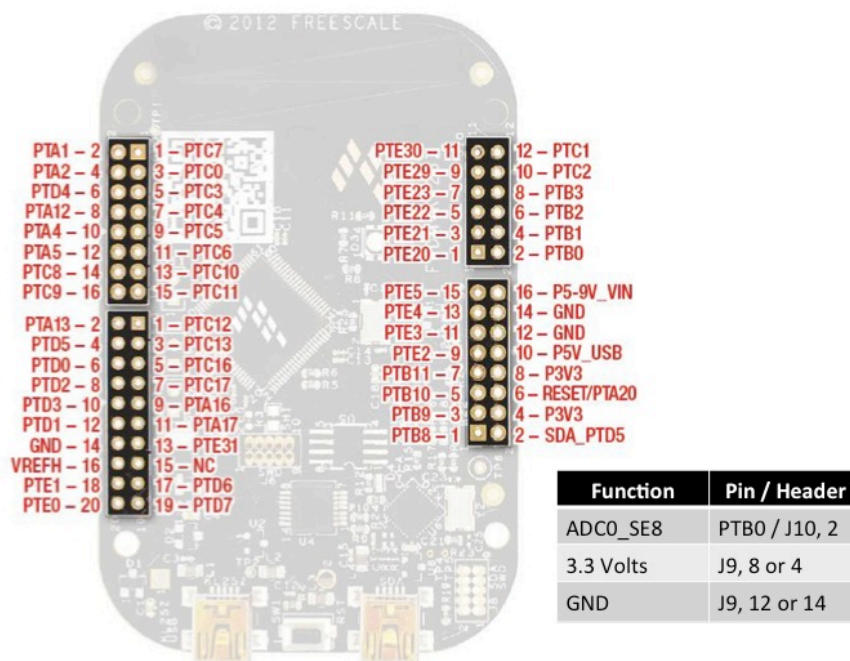 © 2012 FREESCALE
PTA1 – 2 1 – PTC7
PTA2 – 4 3 – PTC0
PTD4 – 6 5 – PTC3
PTA12 – 8 7 – PTC4
PTA4 – 10 9 – PTC5
PTA5 – 12 11 – PTC6
PTC8 – 14 13 – PTC10
PTC9 – 16 15 – PTC11
PTA13 – 2 1 – PTC12
PTD5 – 4 3 – PTC13
PTD0 – 6 5 – PTC16
PTD2 – 8 7 – PTC17
PTD3 – 10 9 – PTA16
PTD1 – 12 11 – PTA17
GND – 14 13 – PTE31
VREFH – 16 15 – NC
PTE1 – 18 17 – PTD6
PTE0 – 20 19 – PTD7
PTE30 – 11 12 – PTC1
PTE29 – 9 10 – PTC2
PTE23 – 7 8 – PTB3
PTE22 – 5 6 – PTB2
PTE21 – 3 4 – PTB1
PTE20 – 1 2 – PTB0
PTE5 – 15 16 – P5-9V_VIN
PTE4 – 13 14 – GND
PTE3 – 11 12 – GND
PTE2 – 9 10 – P5V_USB
PTB11 – 7 8 – P3V3
PTB10 – 5 6 – RESET/PTA20
PTB9 – 3 4 – P3V3
PTB8 – 1 2 – SDA_PTD5
R6
R5
U4
D1
Function Pin / Header
ADC0_SE8 PTB0 / J10, 2
3.3 Volts J9, 8 or 4
GND J9, 12 or 14